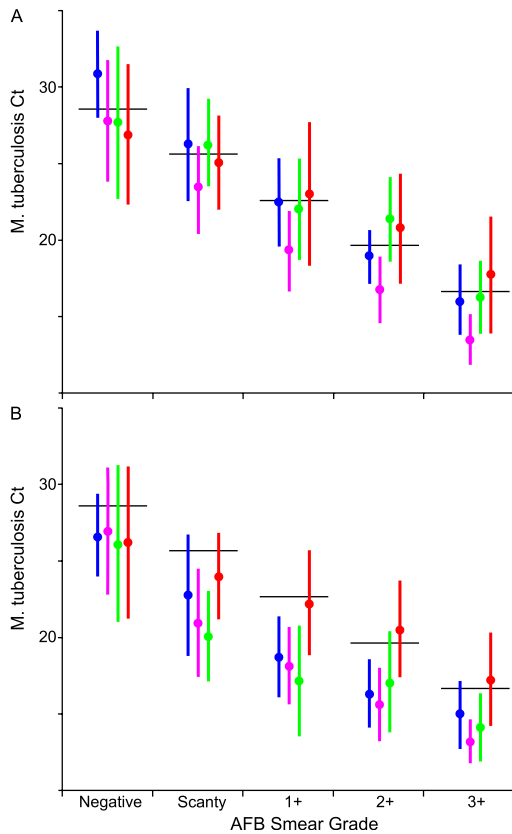 A
M. tuberculosis Ct
30
20
B
M. tuberculosis Ct
30
20
Negative Scanty 1+ 2+ 3+
AFB Smear Grade